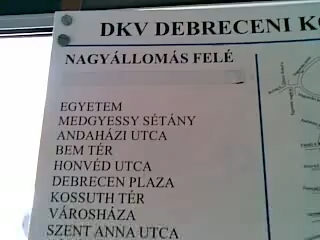 DKV DEBRECENI
NAGYÁLLOMÁS FELÉ
EGYETEM
MEDGYESSY SÉTÁNY
ANDAHÁZI UTCA
BEM TÉR
HONVÉD UTCA
DEBRECEN PLAZA
KOSSUTH TÉR
VÁROSHÁZA
SZENT ANNA UTCA